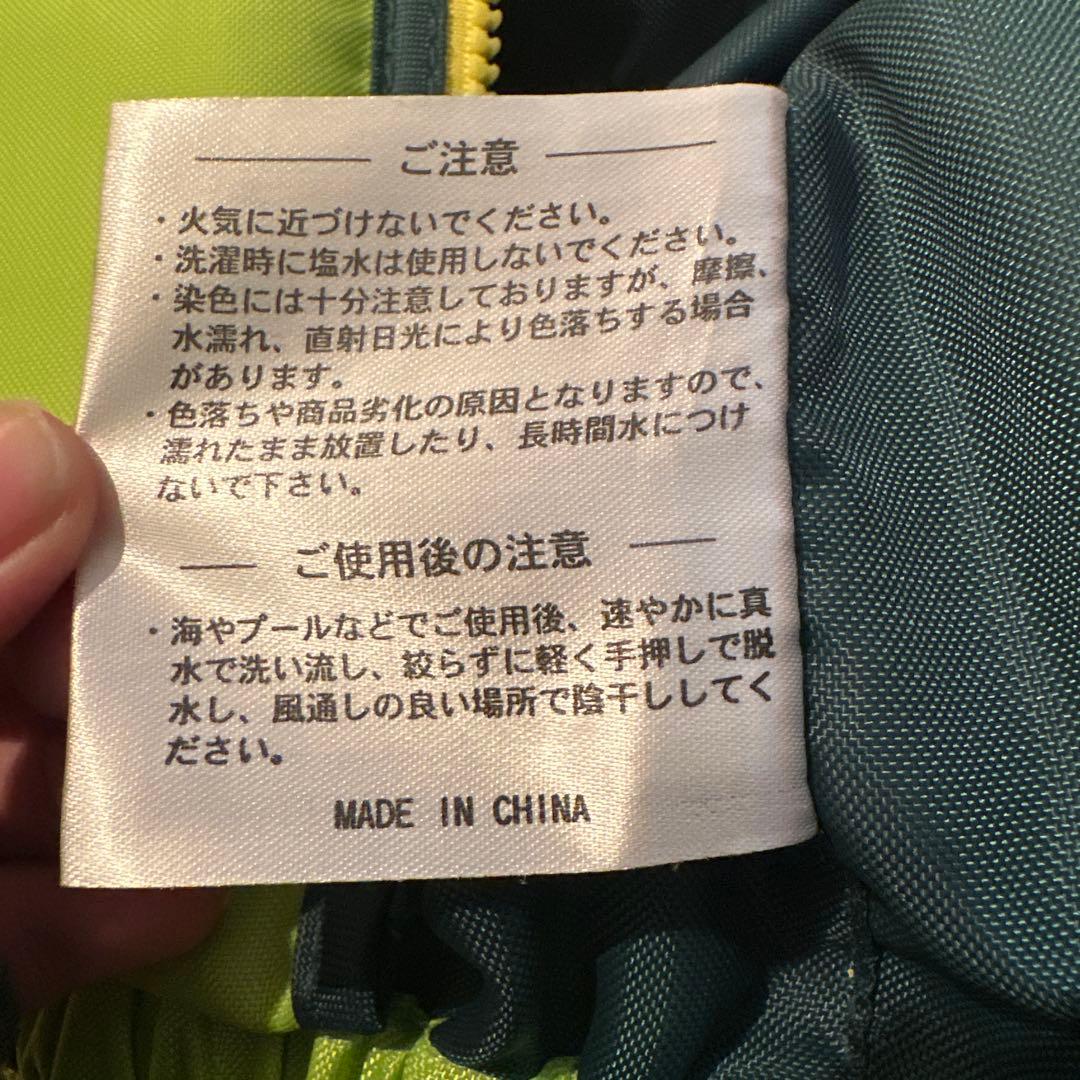 ご注意
・火気に近づけないでください。
・洗濯時に塩水は使用しないでください。
・染色には十分注意しておりますが、摩擦、
水濡れ、直射日光により色落ちする場合
があります。
・色落ちや商品劣化の原因となりますので、
濡れたまま放置したり、長時間水につけ
ないで下さい。
ご使用後の注意
・海やプールなどでご使用後、速やかに真
水で洗い流し、絞らずに軽く手押しで脱
水し、風通しの良い場所で陰干ししてく
ださい。
MADE IN CHINA